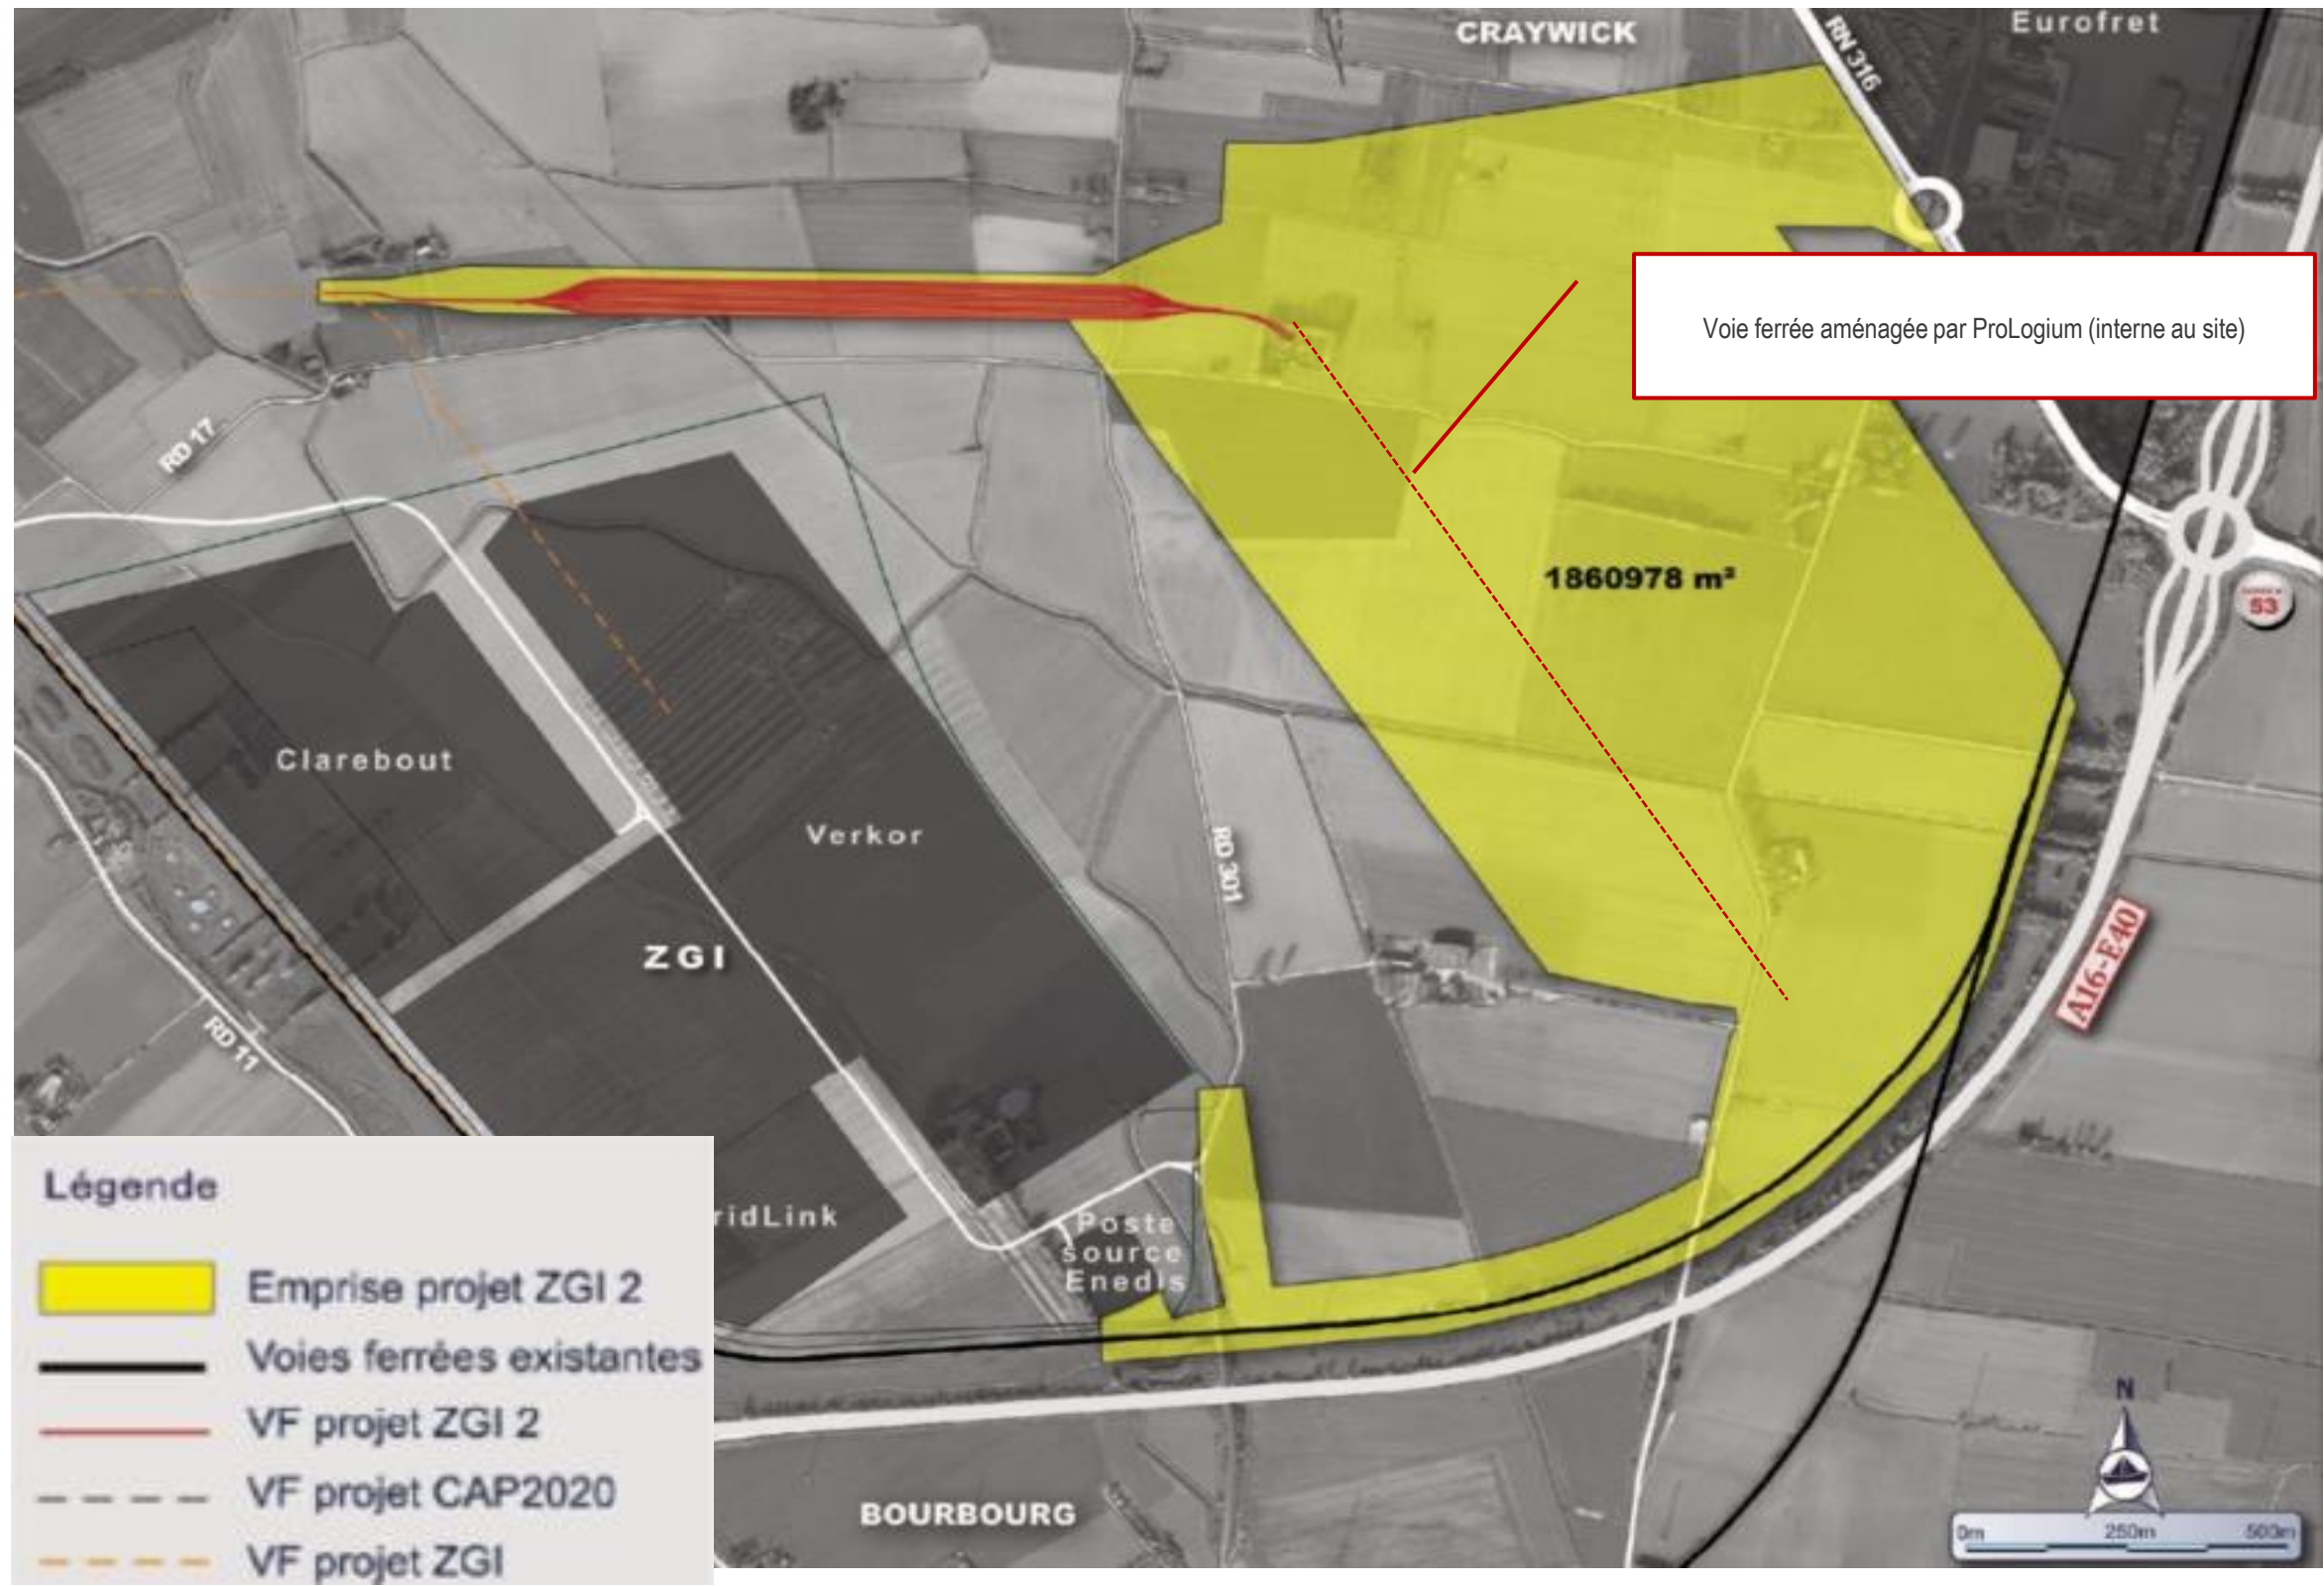 CRAYWICK
RN 316
Eurofret
Voie ferrée aménagée par ProLogium (interne au site)
RD 17
1860978 m²
53
Clarebout
Verkor
RD 301
ZGI
A16-E40
RD 11
ridLink
Poste
source
Enedis
BOURBOURG
Légende
Emprise projet ZGI 2
Voies ferrées existantes
VF projet ZGI 2
VF projet CAP2020
VF projet ZGI
N
0m 250m 500m